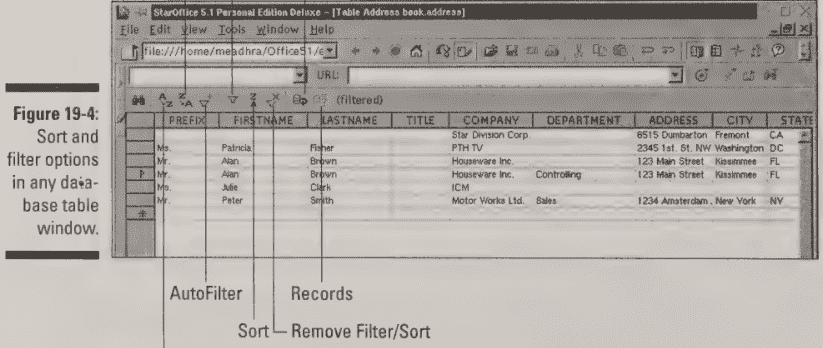 StarOffice 5.1 Personal Edition Deluxe - [Table Address book.address]
File Edit View Tools Window Help
file:///home/meadhra/Office51/e
URL:
(filtered)
PREFIX FIRSTNAME LASTNAME TITLE COMPANY DEPARTMENT ADDRESS CITY STATE
Star Division Corp 6515 Dumbarton Fremont CA
Ms. Patricia Fisher PTH TV 2345 1st. St. NW Washington DC
Mr. Alan Brown Houseware Inc. 123 Main Street Kissimmee FL
Mr. Alan Brown Houseware Inc. Controlling 123 Main Street Kissimmee FL
Ms. Julie Clark ICM
Mr. Peter Smith Motor Works Ltd. Sales 1234 Amsterdam. New York NY
Figure 19-4:
Sort and
filter options
in any data-
base table
window.
AutoFilter Records
Sort Remove Filter/Sort